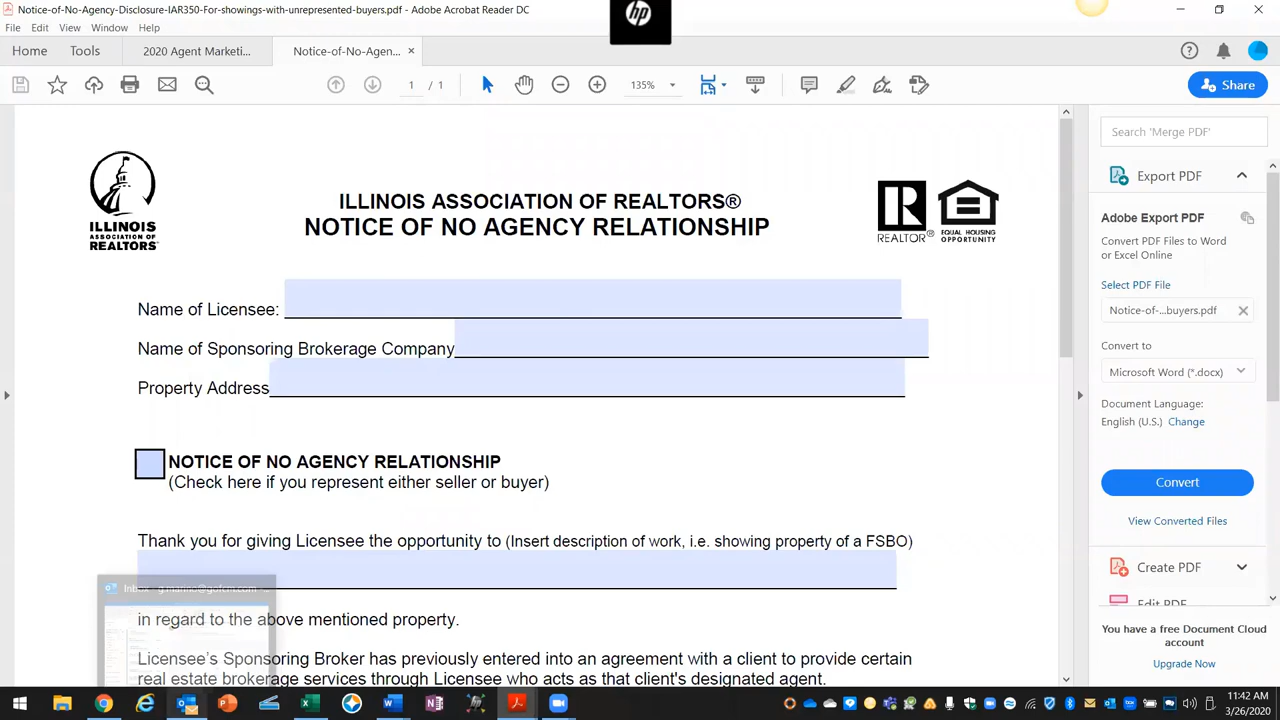 Notice-of-No-Agency-Disclosure-IAR350-For-showings-with-unrepresented-buyers.pdf - Adobe Acrobat Reader DC
hp
File Edit View Window Help
Home Tools 2020 Agent Marketi... Notice-of-No-Agen... ×
1 / 1 135% Share
Search 'Merge PDF'
Export PDF
Adobe Export PDF
Convert PDF Files to Word
or Excel Online
Select PDF File
Notice-of-...buyers.pdf
Convert to
Microsoft Word (*.docx)
Document Language:
English (U.S.) Change
Convert
View Converted Files
Create PDF
Edit PDF
You have a free Document Cloud
account
Upgrade Now
ILLINOIS
ASSOCIATION OF
REALTORS®
ILLINOIS ASSOCIATION OF REALTORS®
NOTICE OF NO AGENCY RELATIONSHIP
R
REALTOR®
EQUAL HOUSING
OPPORTUNITY
Name of Licensee:
Name of Sponsoring Brokerage Company
Property Address
NOTICE OF NO AGENCY RELATIONSHIP
(Check here if you represent either seller or buyer)
Thank you for giving Licensee the opportunity to (Insert description of work, i.e. showing property of a FSBO)
Inbox - g.marino@gofcm.com -...
in regard to the above mentioned property.
Licensee's Sponsoring Broker has previously entered into an agreement with a client to provide certain
real estate brokerage services through Licensee who acts as that client's designated agent.
11:42 AM
3/26/2020